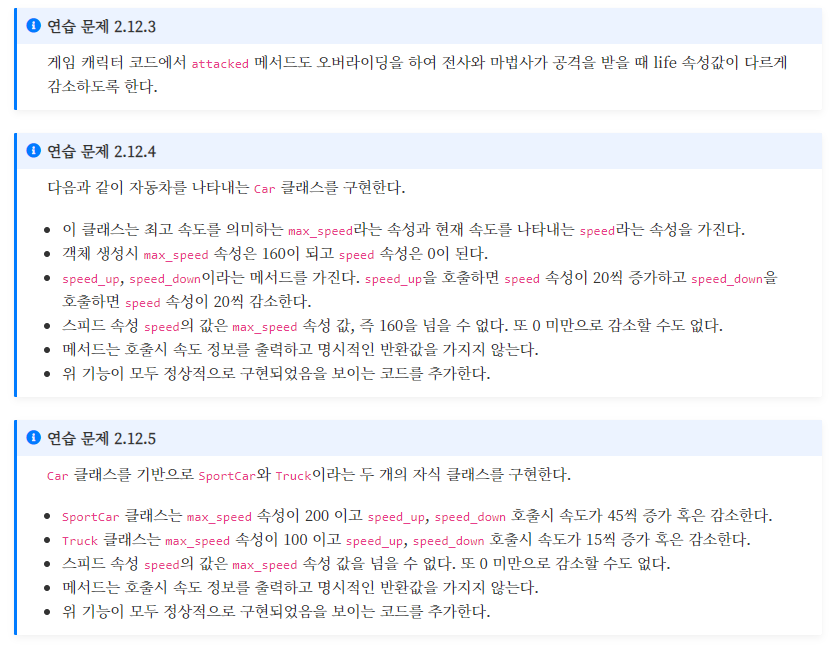 연습 문제 2.12.3
게임 캐릭터 코드에서 attacked 메서드도 오버라이딩을 하여 전사와 마법사가 공격을 받을 때 life 속성값이 다르게
감소하도록 한다.
연습 문제 2.12.4
다음과 같이 자동차를 나타내는 Car 클래스를 구현한다.
이 클래스는 최고 속도를 의미하는 max_speed라는 속성과 현재 속도를 나타내는 speed라는 속성을 가진다.
객체 생성시 max_speed 속성은 160이 되고 speed 속성은 0이 된다.
speed_up, speed_down이라는 메서드를 가진다. speed_up을 호출하면 speed 속성이 20씩 증가하고 speed_down을
호출하면 speed 속성이 20씩 감소한다.
스피드 속성 speed의 값은 max_speed 속성 값, 즉 160을 넘을 수 없다. 또 0 미만으로 감소할 수도 없다.
메서드는 호출시 속도 정보를 출력하고 명시적인 반환값을 가지지 않는다.
위 기능이 모두 정상적으로 구현되었음을 보이는 코드를 추가한다.
연습 문제 2.12.5
Car 클래스를 기반으로 SportCar와 Truck이라는 두 개의 자식 클래스를 구현한다.
SportCar 클래스는 max_speed 속성이 200 이고 speed_up, speed_down 호출시 속도가 45씩 증가 혹은 감소한다.
Truck 클래스는 max_speed 속성이 100 이고 speed_up, speed_down 호출시 속도가 15씩 증가 혹은 감소한다.
스피드 속성 speed의 값은 max_speed 속성 값을 넘을 수 없다. 또 0 미만으로 감소할 수도 없다.
메서드는 호출시 속도 정보를 출력하고 명시적인 반환값을 가지지 않는다.
위 기능이 모두 정상적으로 구현되었음을 보이는 코드를 추가한다.